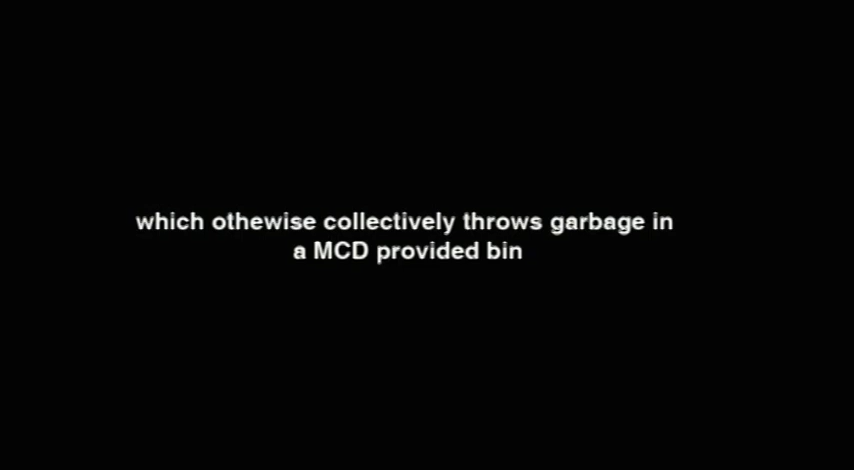 which othewise collectively throws garbage in
a MCD provided bin